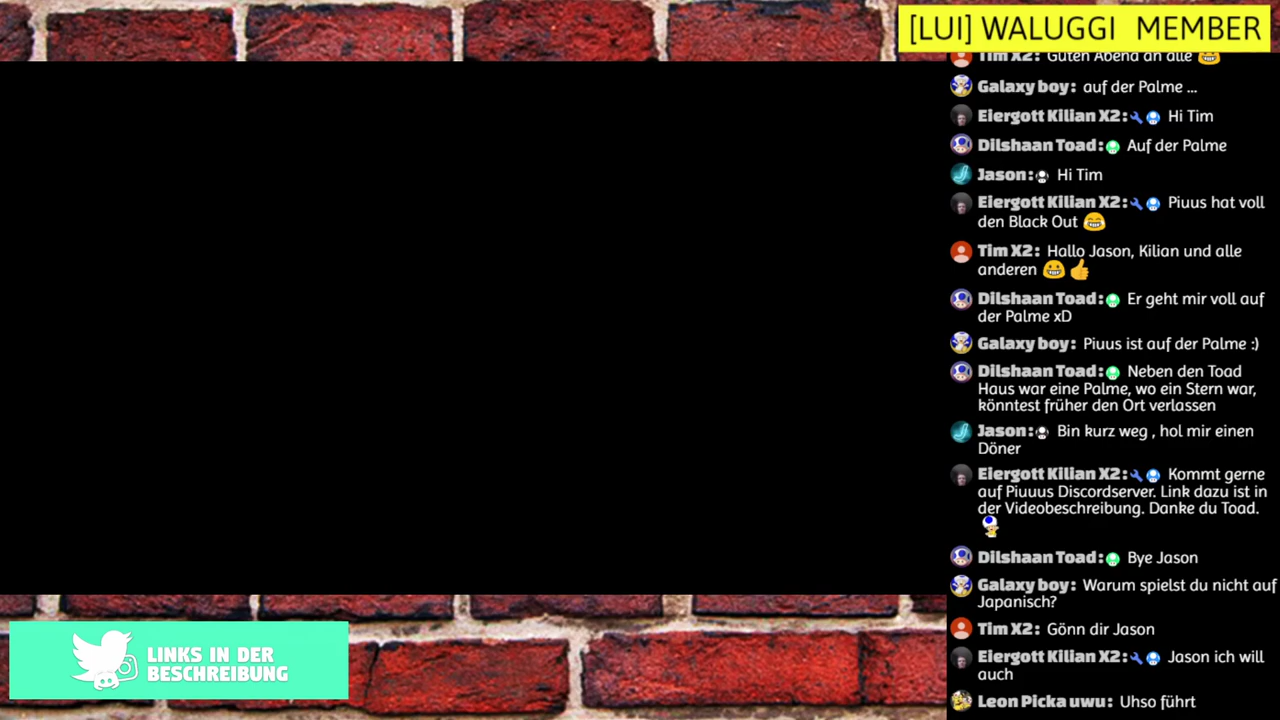 [LUI] WALUGGI MEMBER
Tim X2: Guten Abend an alle
Galaxy boy: auf der Palme ...
Eiergott Kilian X2: Hi Tim
Dilshaan Toad: Auf der Palme
Jason: Hi Tim
Eiergott Kilian X2: Piuus hat voll
den Black Out
Tim X2: Hallo Jason, Kilian und alle
anderen
Dilshaan Toad: Er geht mir voll auf
der Palme xD
Galaxy boy: Piuus ist auf der Palme :)
Dilshaan Toad: Neben den Toad
Haus war eine Palme, wo ein Stern war,
könntest früher den Ort verlassen
Jason: Bin kurz weg , hol mir einen
Döner
Eiergott Kilian X2: Kommt gerne
auf Piuuus Discordserver. Link dazu ist in
der Videobeschreibung. Danke du Toad.
Dilshaan Toad: Bye Jason
Galaxy boy: Warum spielst du nicht auf
Japanisch?
Tim X2: Gönn dir Jason
Eiergott Kilian X2: Jason ich will
auch
Leon Picka uwu: Uhso führt
LINKS IN DER
BESCHREIBUNG